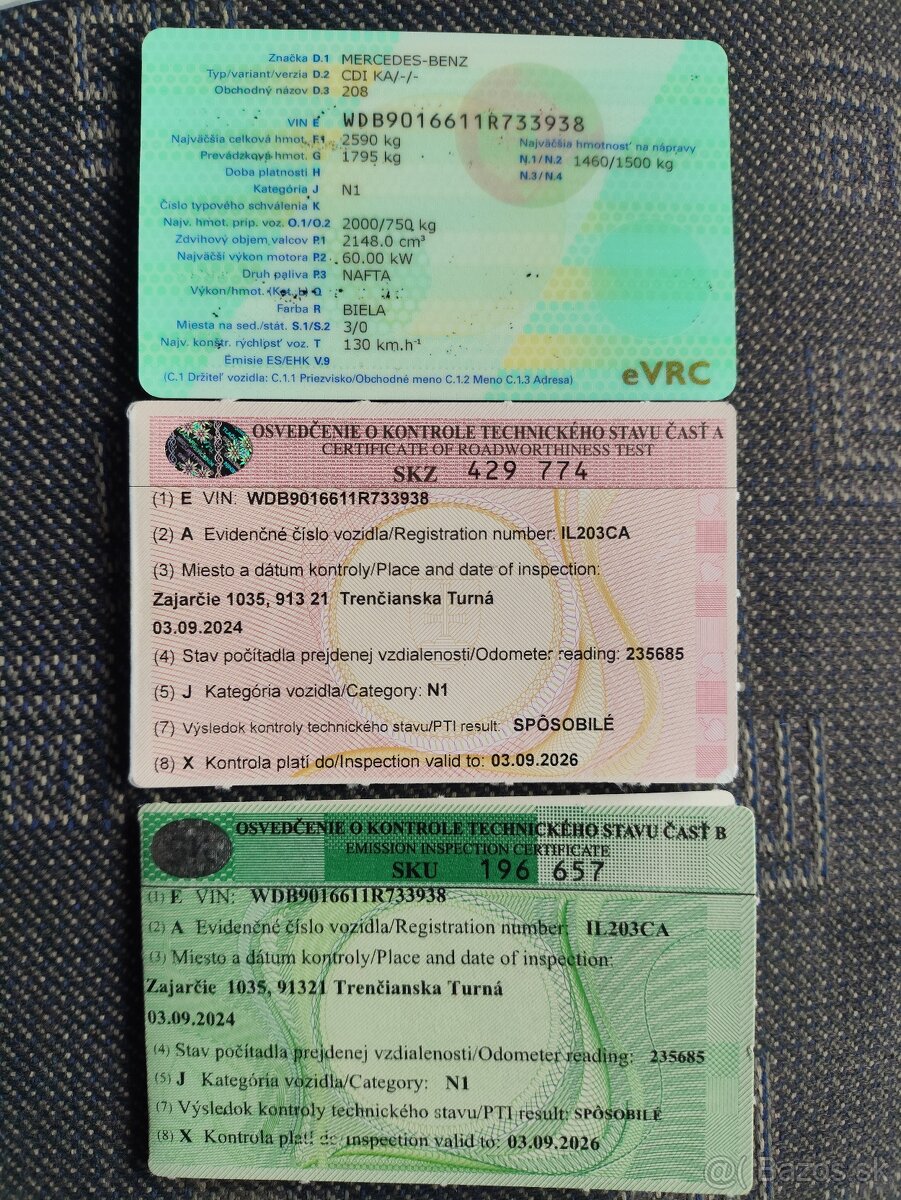 Značka D.1 MERCEDES-BENZ
Typ/variant/verzia D.2 CDI KA/-/-
Obchodný názov D.3 208
VIN E WDB9016611R733938
Najväčšia celková hmot. F.1 2590 kg
Najväčšia hmotnosť na nápravy
Prevádzková hmot. G 1795 kg
N.1/N.2 1460/1500 kg
Doba platnosti H
N.3/N.4
Kategória J N1
Číslo typového schválenia K
Najv. hmot. príp. voz. O.1/O.2 2000/750 kg
Zdvihový objem valcov P.1 2148.0 cm³
Najväčší výkon motora P.2 60.00 kW
Druh paliva P.3 NAFTA
Výkon/hmot. (Kat. L) Q
Farba R BIELA
Miesta na sed./stát. S.1/S.2 3/0
Najv. konštr. rýchlosť voz. T 130 km.h⁻¹
Emisie ES/EHK V.9
(C.1 Držiteľ vozidla: C.1.1 Priezvisko/Obchodné meno C.1.2 Meno C.1.3 Adresa)
eVRC
OSVEDČENIE O KONTROLE TECHNICKÉHO STAVU ČASŤ A
CERTIFICATE OF ROADWORTHINESS TEST
SKZ 429 774
(1) E VIN: WDB9016611R733938
(2) A Evidenčné číslo vozidla/Registration number: IL203CA
(3) Miesto a dátum kontroly/Place and date of inspection:
Zajarčie 1035, 913 21 Trenčianska Turná
03.09.2024
(4) Stav počítadla prejdenej vzdialenosti/Odometer reading: 235685
(5) J Kategória vozidla/Category: N1
(7) Výsledok kontroly technického stavu/PTI result: SPÔSOBILÉ
(8) X Kontrola platí do/Inspection valid to: 03.09.2026
OSVEDČENIE O KONTROLE TECHNICKÉHO STAVU ČASŤ B
EMISSION INSPECTION CERTIFICATE
SKU 196 657
(1) E VIN: WDB9016611R733938
(2) A Evidenčné číslo vozidla/Registration number: IL203CA
(3) Miesto a dátum kontroly/Place and date of inspection:
Zajarčie 1035, 91321 Trenčianska Turná
03.09.2024
(4) Stav počítadla prejdenej vzdialenosti/Odometer reading: 235685
(5) J Kategória vozidla/Category: N1
(7) Výsledok kontroly technického stavu/PTI result: SPÔSOBILÉ
(8) X Kontrola platí do/Inspection valid to: 03.09.2026
Bazos.sk